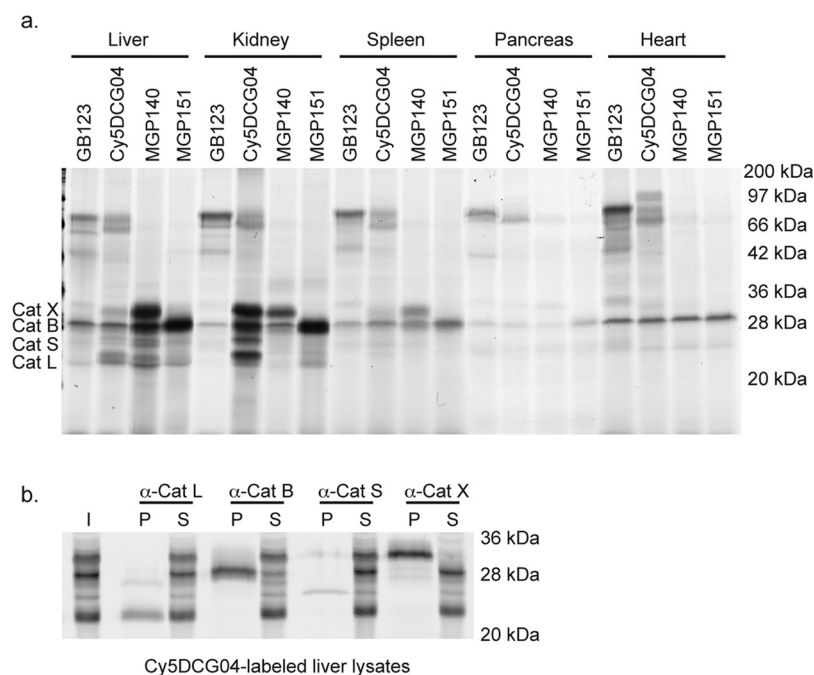 a.
Liver Kidney Spleen Pancreas Heart
GB123 Cy5DCG04 MGP140 MGP151 GB123 Cy5DCG04 MGP140 MGP151 GB123 Cy5DCG04 MGP140 MGP151 GB123 Cy5DCG04 MGP140 MGP151 GB123 Cy5DCG04 MGP140 MGP151
200 kDa
97 kDa
66 kDa
42 kDa
36 kDa
Cat X
Cat B 28 kDa
Cat S
Cat L
20 kDa
b.
α-Cat L α-Cat B α-Cat S α-Cat X
I P S P S P S P S
36 kDa
28 kDa
20 kDa
Cy5DCG04-labeled liver lysates